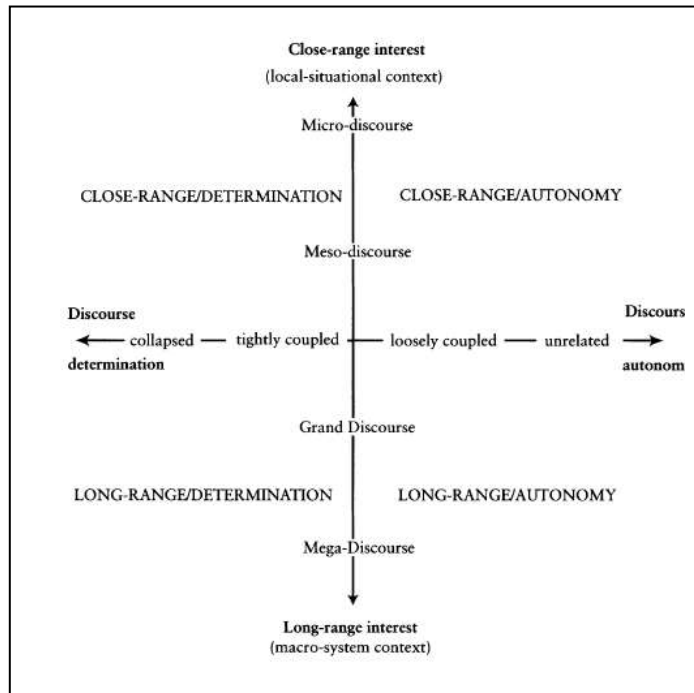 Close-range interest
(local-situational context)
Micro-discourse
CLOSE-RANGE/DETERMINATION CLOSE-RANGE/AUTONOMY
Meso-discourse
Discourse Discours
collapsed tightly coupled loosely coupled unrelated
determination autonom
Grand Discourse
LONG-RANGE/DETERMINATION LONG-RANGE/AUTONOMY
Mega-Discourse
Long-range interest
(macro-system context)